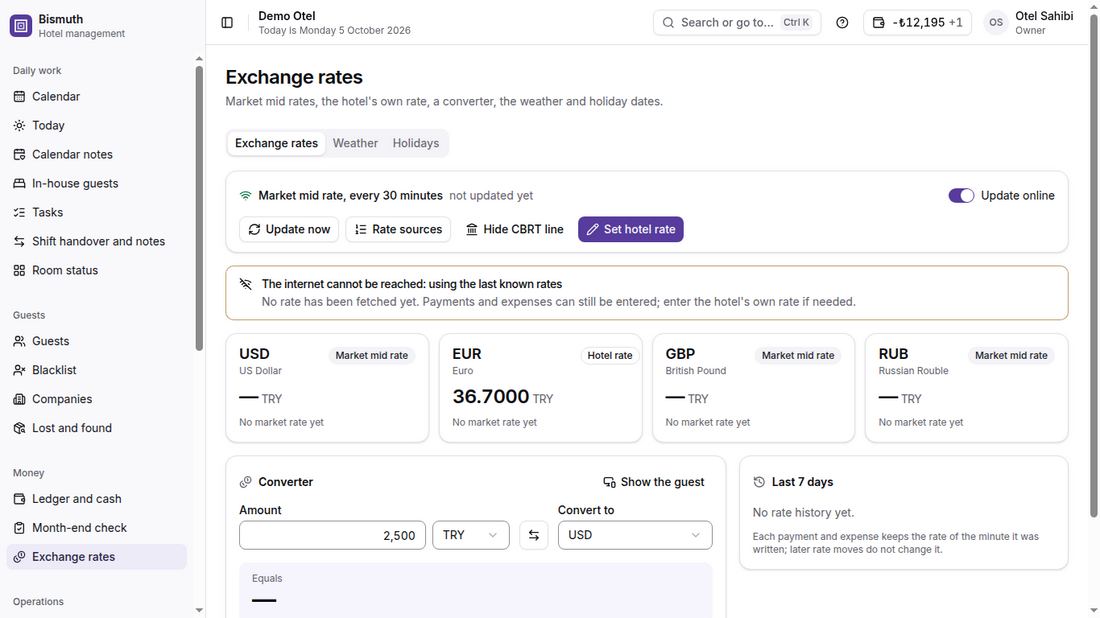 Bismuth
Hotel management
Daily work
Calendar
Today
Calendar notes
In-house guests
Tasks
Shift handover and notes
Room status
Guests
Guests
Blacklist
Companies
Lost and found
Money
Ledger and cash
Month-end check
Exchange rates
Operations
Demo Otel
Today is Monday 5 October 2026
Search or go to... Ctrl K
-₺12,195 +1
OS
Otel Sahibi
Owner
Exchange rates
Market mid rates, the hotel's own rate, a converter, the weather and holiday dates.
Exchange rates Weather Holidays
Market mid rate, every 30 minutes not updated yet
Update online
Update now Rate sources Hide CBRT line Set hotel rate
The internet cannot be reached: using the last known rates
No rate has been fetched yet. Payments and expenses can still be entered; enter the hotel's own rate if needed.
USD Market mid rate
US Dollar
— TRY
No market rate yet
EUR Hotel rate
Euro
36.7000 TRY
No market rate yet
GBP Market mid rate
British Pound
— TRY
No market rate yet
RUB Market mid rate
Russian Rouble
— TRY
No market rate yet
Converter Show the guest
Amount Convert to
2,500 TRY USD
Equals
—
Last 7 days
No rate history yet.
Each payment and expense keeps the rate of the minute it was
written; later rate moves do not change it.